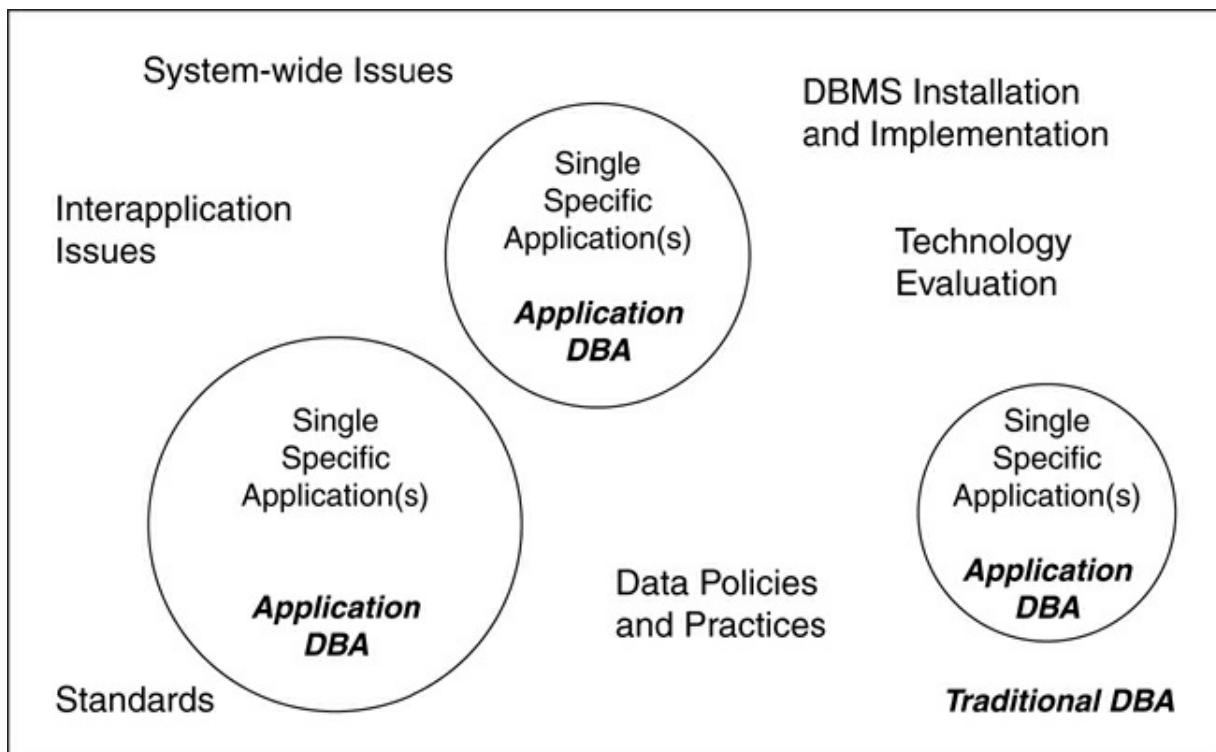 System-wide Issues
DBMS Installation
and Implementation
Single
Specific
Application(s)
Application
DBA
Interapplication
Issues
Technology
Evaluation
Single
Specific
Application(s)
Application
DBA
Single
Specific
Application(s)
Application
DBA
Data Policies
and Practices
Standards
Traditional DBA